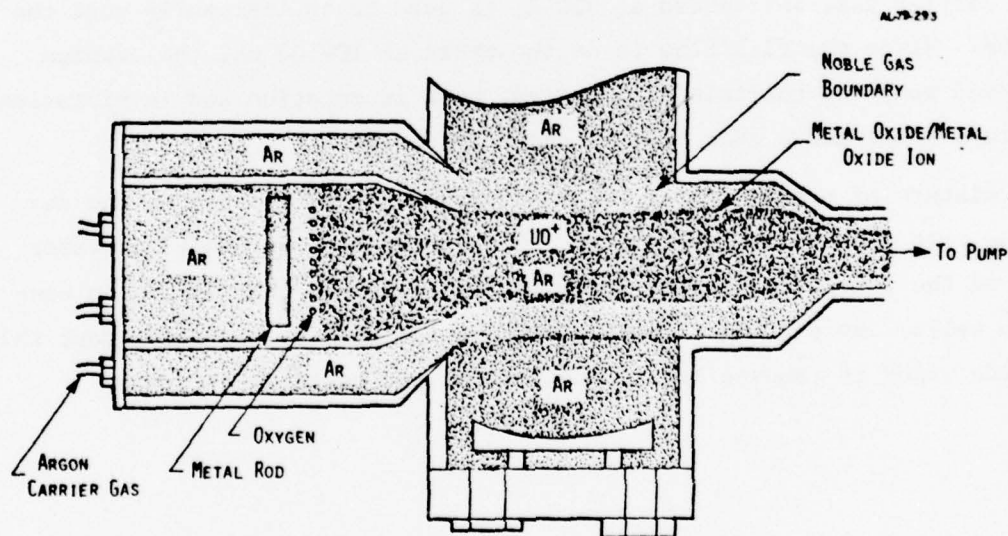 AL-79-293
NOBLE GAS
BOUNDARY
METAL OXIDE/METAL
OXIDE ION
AR
AR
AR
UO+
AR
TO PUMP
AR
AR
OXYGEN
METAL ROD
ARGON
CARRIER GAS